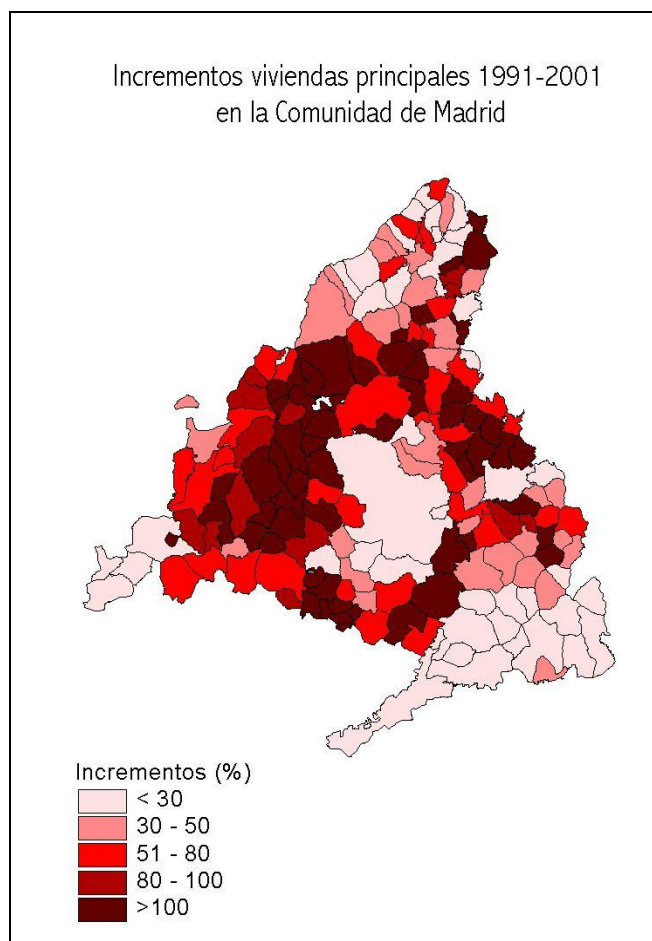 Incrementos viviendas principales 1991-2001
en la Comunidad de Madrid
Incrementos (%)
< 30
30 - 50
51 - 80
80 - 100
>100